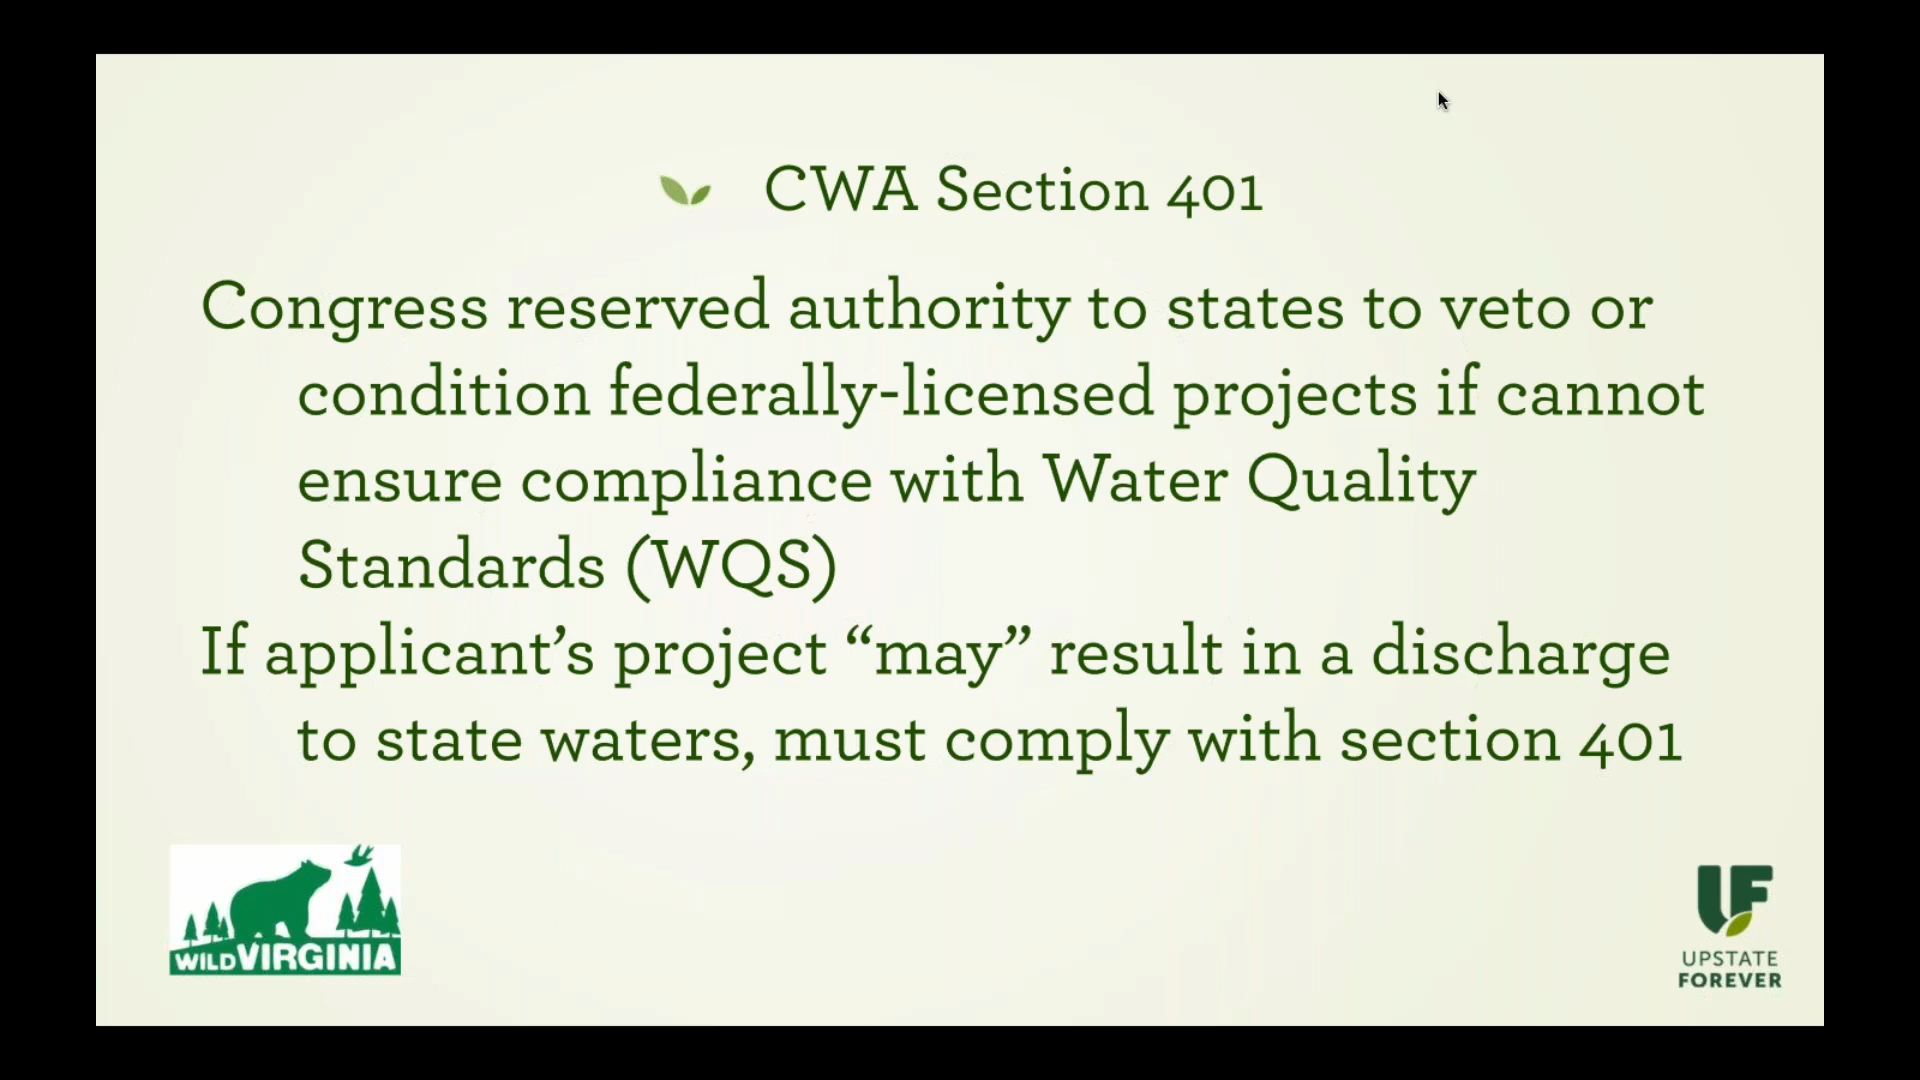 CWA Section 401
Congress reserved authority to states to veto or
condition federally-licensed projects if cannot
ensure compliance with Water Quality
Standards (WQS)
If applicant’s project “may” result in a discharge
to state waters, must comply with section 401
WILDVIRGINIA
UF
UPSTATE
FOREVER